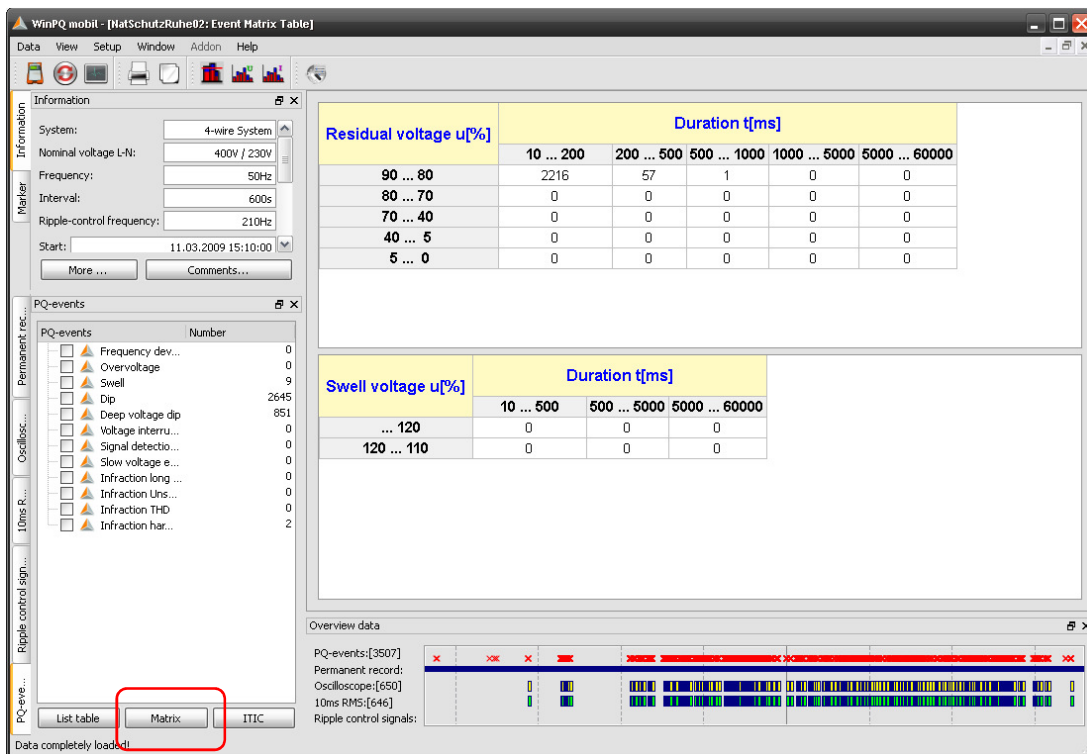 WinPQ mobil - [NatSchutzRuhe02: Event Matrix Table]
Data View Setup Window Addon Help
Information
System: 4-wire System
Nominal voltage L-N: 400V / 230V
Frequency: 50Hz
Interval: 600s
Ripple-control frequency: 210Hz
Start: 11.03.2009 15:10:00
More ... Comments...
Information
Marker
PQ-events
PQ-events Number
Frequency dev... 0
Overvoltage 0
Swell 9
Dip 2645
Deep voltage dip 851
Voltage interru... 0
Signal detectio... 0
Slow voltage e... 0
Infraction long ... 0
Infraction Uns... 0
Infraction THD 0
Infraction har... 2
Permanent rec...
Oscillosc...
10ms R...
Ripple control sign...
PQ-eve...
List table Matrix ITIC
Residual voltage u[%] Duration t[ms]
10 ... 200 200 ... 500 500 ... 1000 1000 ... 5000 5000 ... 60000
90 ... 80 2216 57 1 0 0
80 ... 70 0 0 0 0 0
70 ... 40 0 0 0 0 0
40 ... 5 0 0 0 0 0
5 ... 0 0 0 0 0 0
Swell voltage u[%] Duration t[ms]
10 ... 500 500 ... 5000 5000 ... 60000
... 120 0 0 0
120 ... 110 0 0 0
Overview data
PQ-events:[3507]
Permanent record:
Oscilloscope:[650]
10ms RMS:[646]
Ripple control signals:
Data completely loaded!